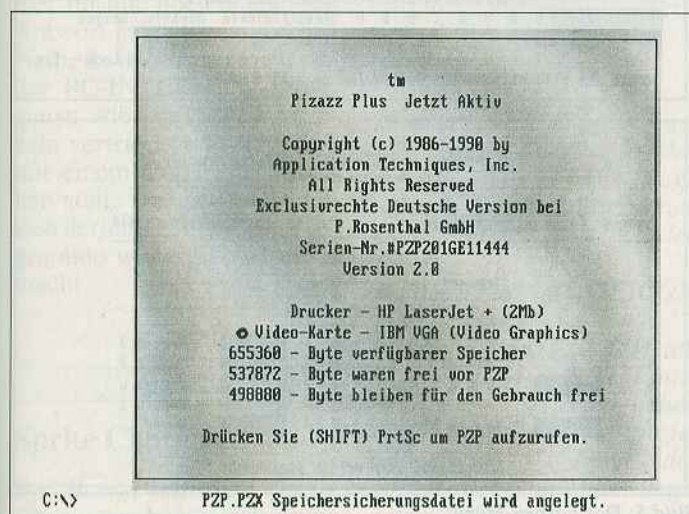 tm
Pizazz Plus Jetzt Aktiv
Copyright (c) 1986-1990 by
Application Techniques, Inc.
All Rights Reserved
Exclusivrechte Deutsche Version bei
P.Rosenthal GmbH
Serien-Nr.#PZP201GE11444
Version 2.0
Drucker - HP LaserJet + (2Mb)
Video-Karte - IBM VGA (Video Graphics)
655360 - Byte verfügbarer Speicher
537872 - Byte waren frei vor PZP
498880 - Byte bleiben für den Gebrauch frei
Drücken Sie (SHIFT) PrtSc um PZP aufzurufen.
C:\> PZP.PZX Speichersicherungsdatei wird angelegt.